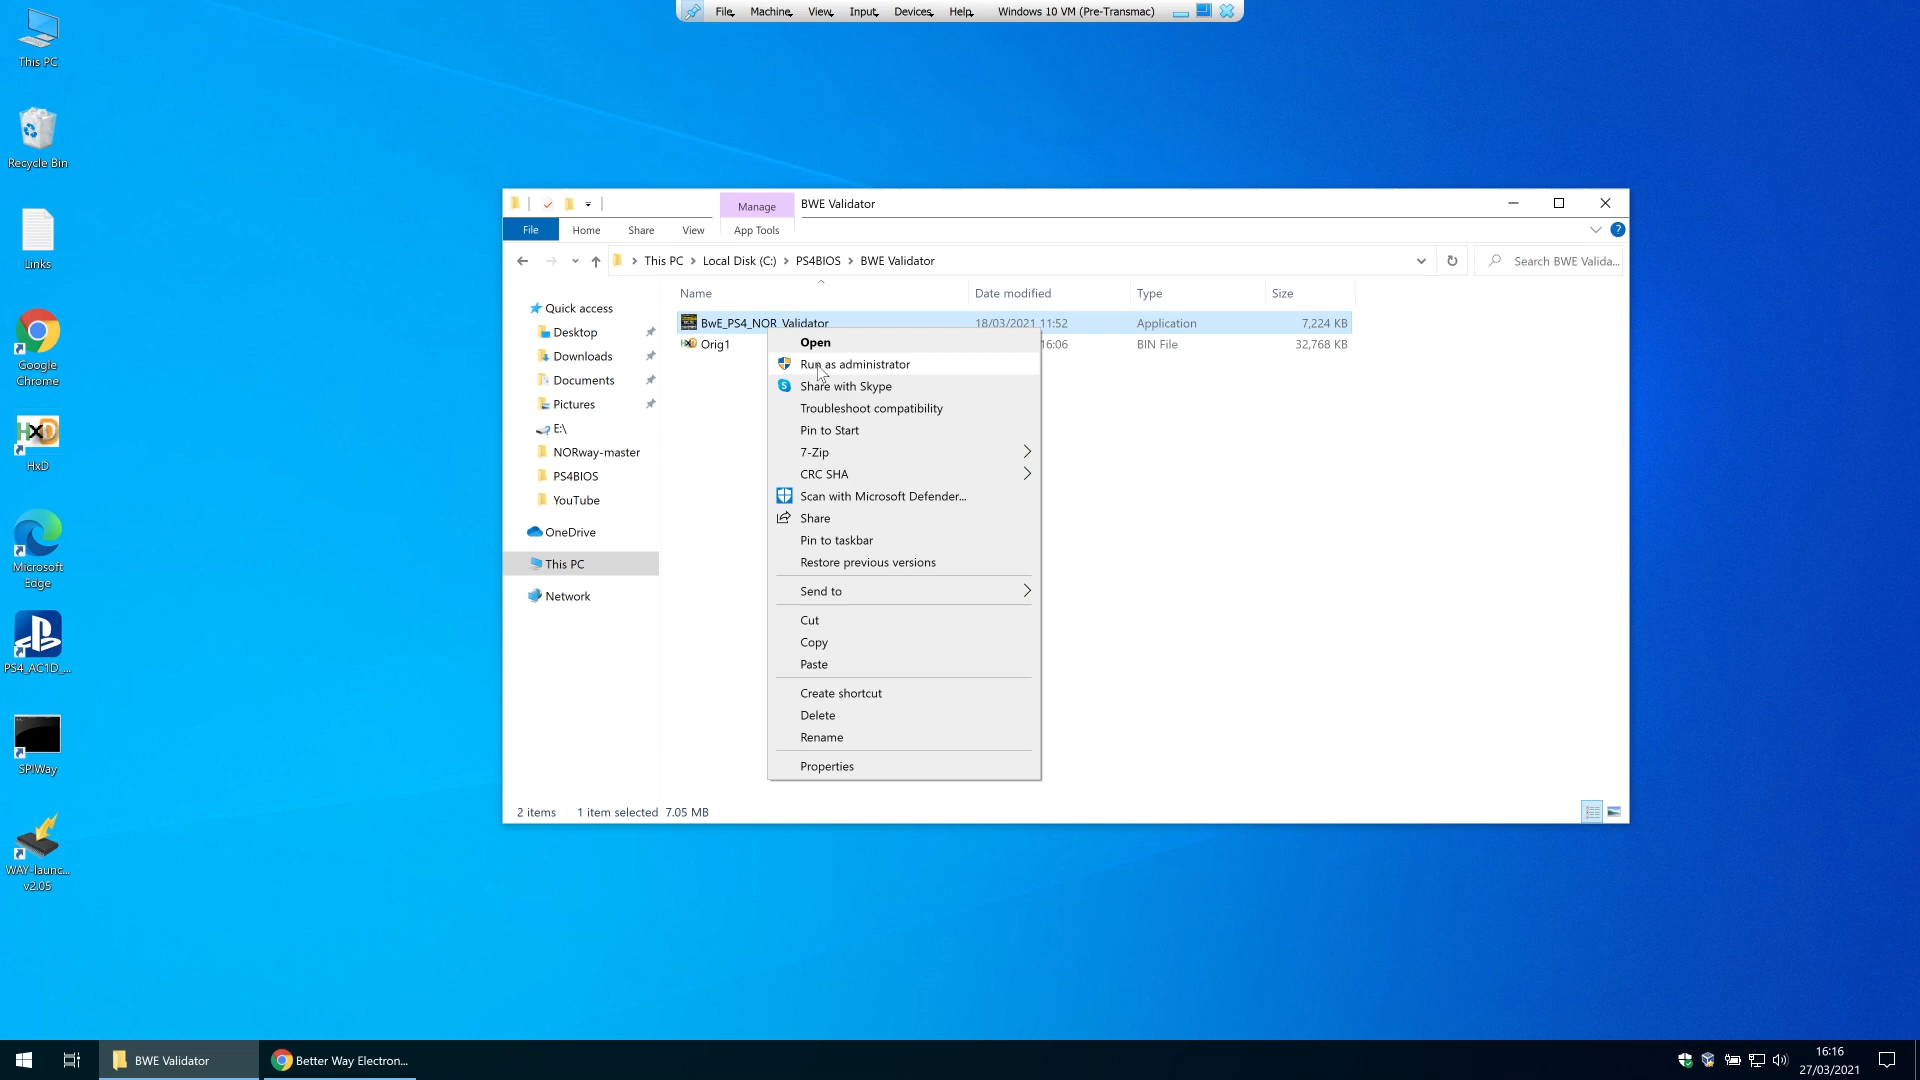 File Machine View Input Devices Help Windows 10 VM (Pre-Transmac)
This PC
Recycle Bin
Links
Google
Chrome
HxD
Microsoft
Edge
PS4_AC1D_...
SPIWay
WAY-launc...
v2.05
Manage BWE Validator
File Home Share View App Tools
This PC Local Disk (C:) PS4BIOS BWE Validator Search BWE Valida...
Quick access
Desktop
Downloads
Documents
Pictures
E:\
NORway-master
PS4BIOS
YouTube
OneDrive
This PC
Network
Name Date modified Type Size
BwE_PS4_NOR_Validator 18/03/2021 11:52 Application 7,224 KB
Orig1 16:06 BIN File 32,768 KB
Open
Run as administrator
Share with Skype
Troubleshoot compatibility
Pin to Start
7-Zip
CRC SHA
Scan with Microsoft Defender...
Share
Pin to taskbar
Restore previous versions
Send to
Cut
Copy
Paste
Create shortcut
Delete
Rename
Properties
2 items 1 item selected 7.05 MB
BWE Validator Better Way Electron...
16:16
27/03/2021